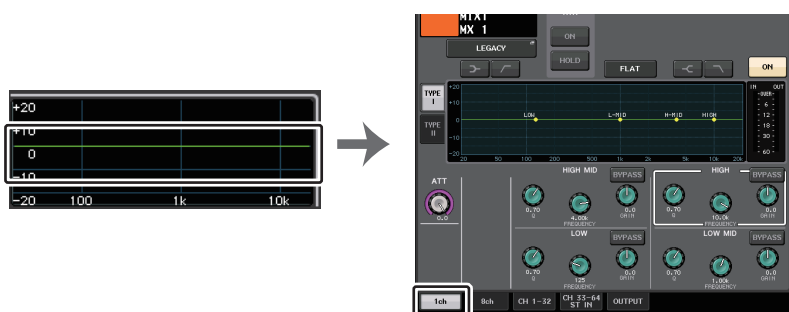 +20
+10
0
-10
-20 100 1k 10k
MIX1
MX 1
LEGACY
ON
HOLD
FLAT
ON
TYPE I
TYPE II
+20
+10
0
-10
-20
LOW L-MID H-MID HIGH
20 50 100 200 500 1k 2k 5k 10k 20k
IN OUT
-OVER-
6
12
18
30
60
ATT
0.0
HIGH MID
BYPASS
0.70
Q
4.00k
FREQUENCY
0.0
GAIN
HIGH
BYPASS
0.70
Q
10.0k
FREQUENCY
0.0
GAIN
LOW
BYPASS
0.70
Q
125
FREQUENCY
0.0
GAIN
LOW MID
BYPASS
0.70
Q
1.00k
FREQUENCY
0.0
GAIN
1ch
8ch
CH 1-32
CH 33-64
ST IN
OUTPUT